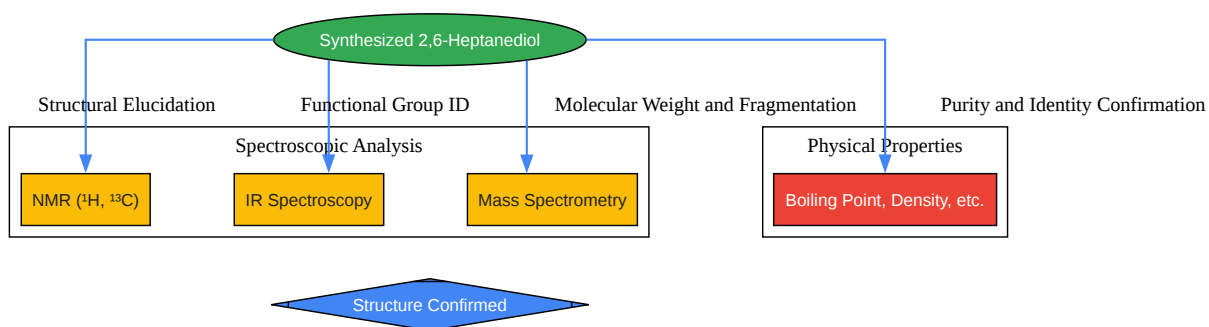 Synthesized 2,6-Heptanediol
Structural Elucidation
Functional Group ID
Molecular Weight and Fragmentation
Purity and Identity Confirmation
Spectroscopic Analysis
Physical Properties
NMR (¹H, ¹³C)
IR Spectroscopy
Mass Spectrometry
Boiling Point, Density, etc.
Structure Confirmed